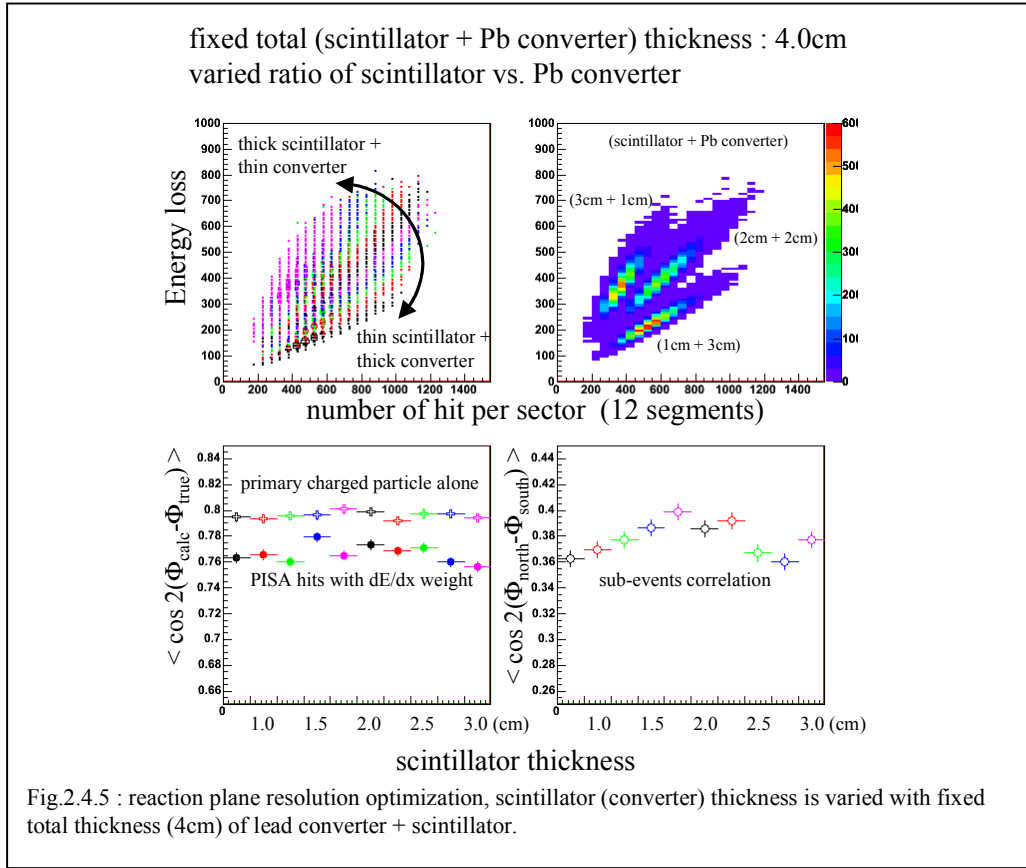 fixed total (scintillator + Pb converter) thickness : 4.0cm
varied ratio of scintillator vs. Pb converter
1000
900
800
700
600
500
400
300
200
100
0
Energy loss
thick scintillator +
thin converter
thin scintillator +
thick converter
0 200 400 600 800 1000 1200 1400
1000
900
800
700
600
500
400
300
200
100
0
(scintillator + Pb converter)
(3cm + 1cm)
(2cm + 2cm)
(1cm + 3cm)
0 200 400 600 800 1000 1200 1400
600
500
400
300
200
100
0
number of hit per sector (12 segments)
< cos 2(Φcalc-Φtrue) >
0.84
0.82
0.8
0.78
0.76
0.74
0.72
0.7
0.68
0.66
0
primary charged particle alone
PISA hits with dE/dx weight
1.0 1.5 2.0 2.5 3.0 (cm)
< cos 2(Φnorth-Φsouth) >
0.44
0.42
0.4
0.38
0.36
0.34
0.32
0.3
0.28
0.26
0
sub-events correlation
1.0 1.5 2.0 2.5 3.0 (cm)
scintillator thickness
Fig.2.4.5 : reaction plane resolution optimization, scintillator (converter) thickness is varied with fixed
total thickness (4cm) of lead converter + scintillator.